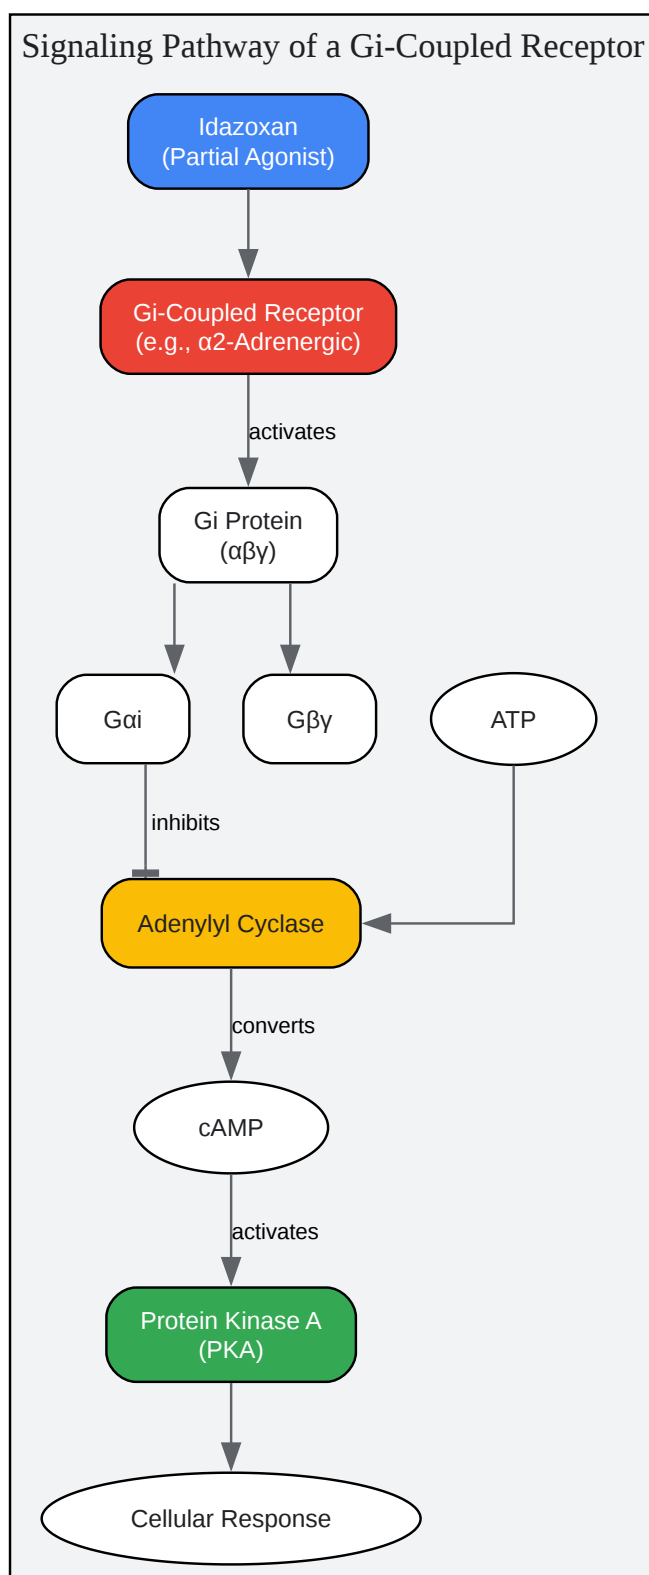 Signaling Pathway of a Gi-Coupled Receptor
Idazoxan
(Partial Agonist)
Gi-Coupled Receptor
(e.g., α2-Adrenergic)
activates
Gi Protein
(αβγ)
Gαi
Gβγ
ATP
inhibits
Adenylyl Cyclase
converts
cAMP
activates
Protein Kinase A
(PKA)
Cellular Response